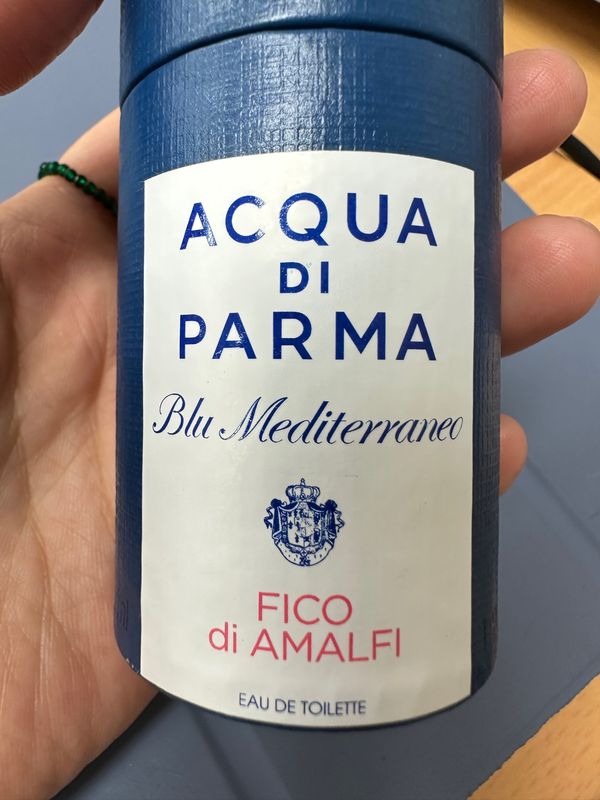 ACQUA
DI
PARMA
Blu Mediterraneo
FICO
di AMALFI
EAU DE TOILETTE